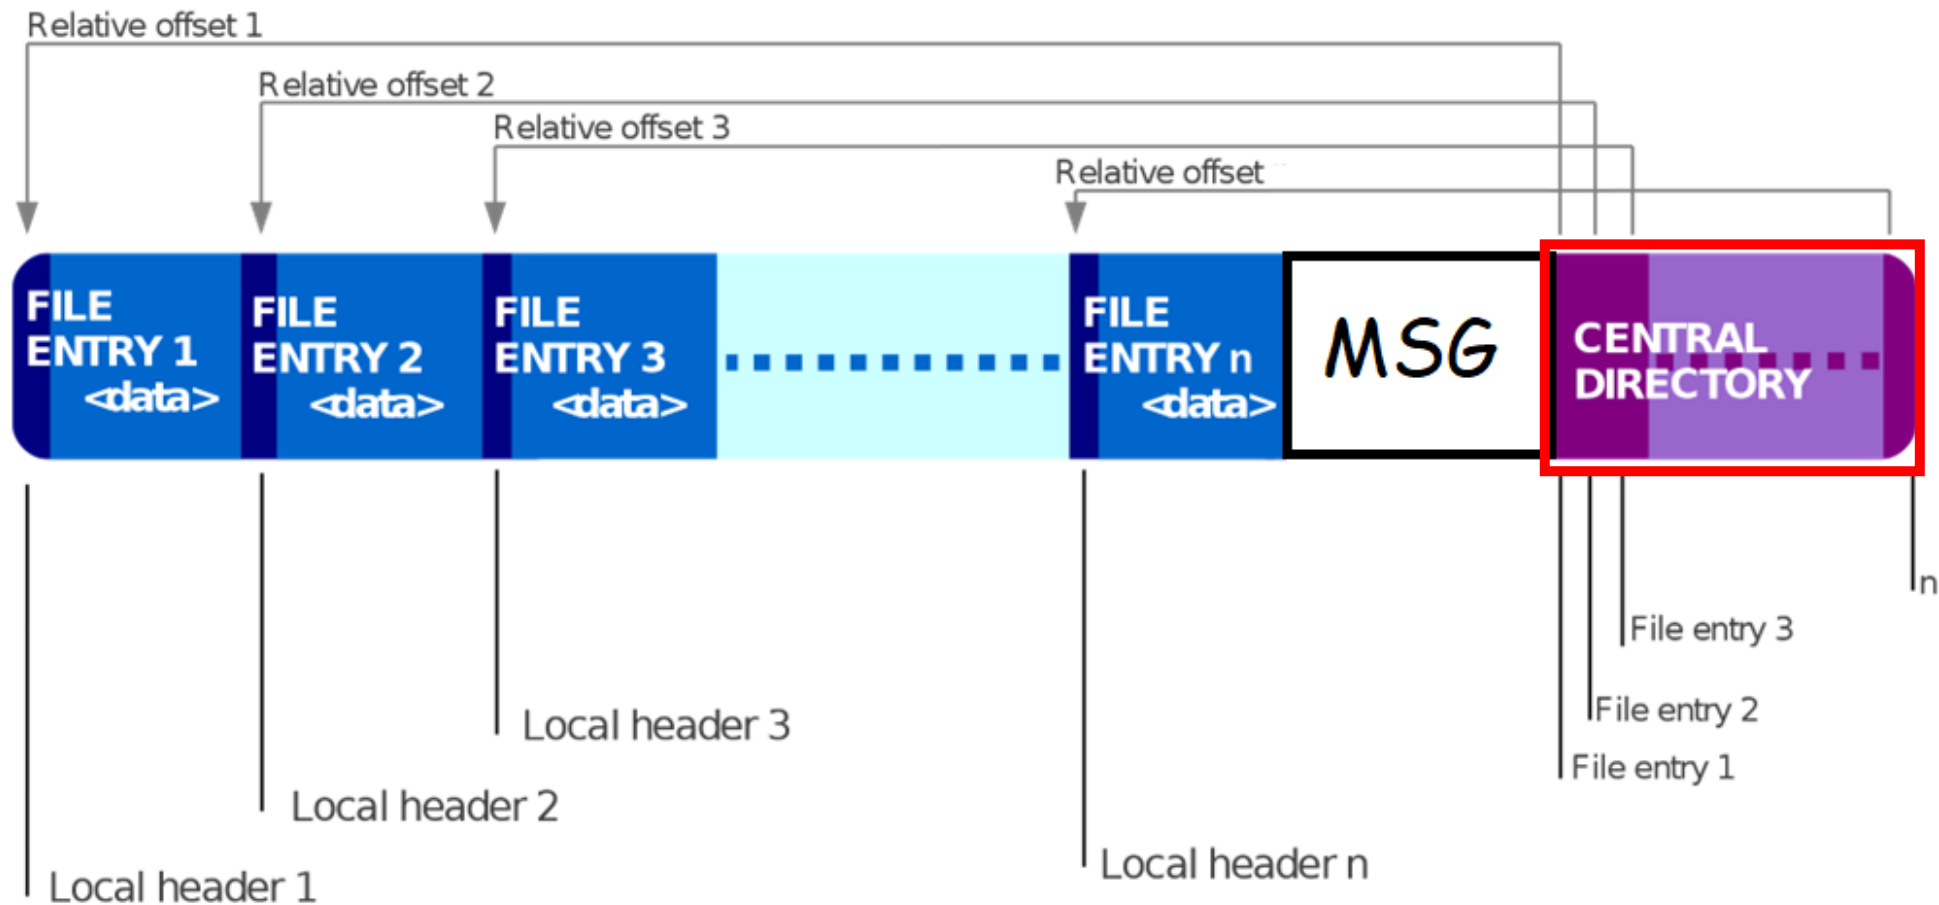 Relative offset 1
Relative offset 2
Relative offset 3
Relative offset
FILE
ENTRY 1
<data>
FILE
ENTRY 2
<data>
FILE
ENTRY 3
<data>
FILE
ENTRY n
<data>
MSG
CENTRAL
DIRECTORY
n
File entry 3
File entry 2
File entry 1
Local header 3
Local header 2
Local header n
Local header 1